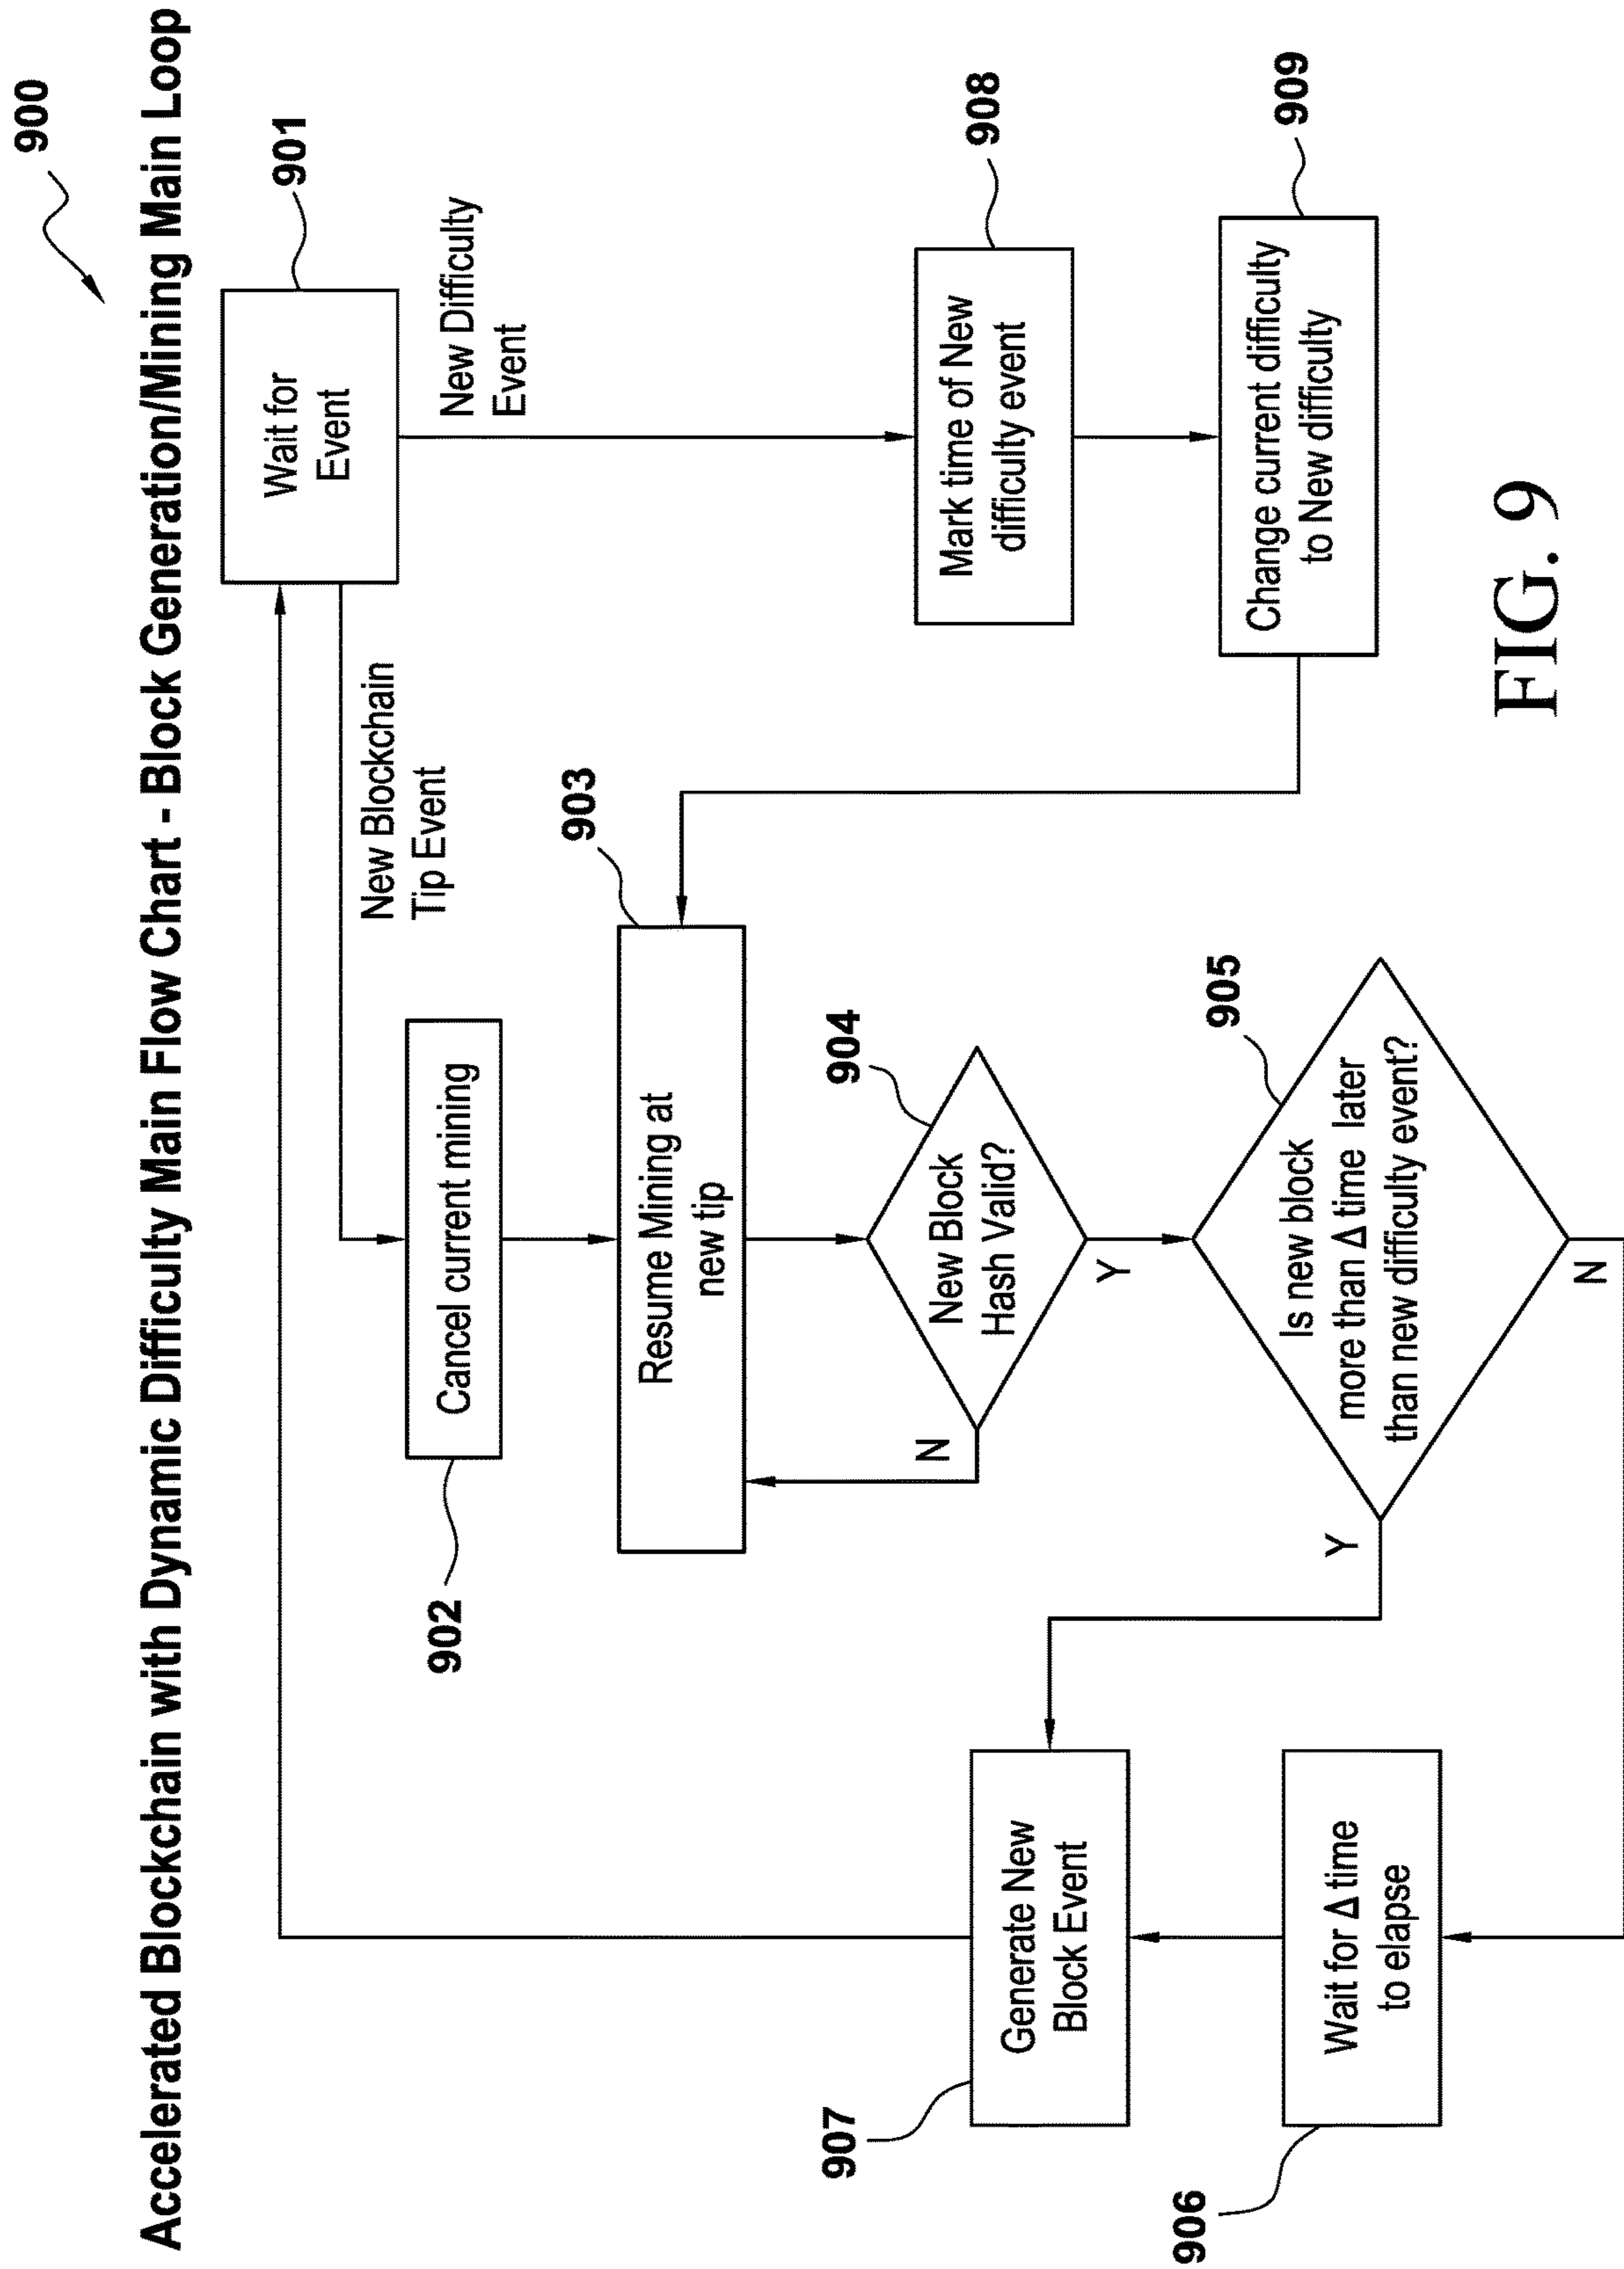 900
Accelerated Blockchain with Dynamic Difficulty Main Flow Chart - Block Generation/Mining Main Loop
Wait for
Event
901
New Blockchain
Tip Event
New Difficulty
Event
902
Cancel current mining
903
Resume Mining at
new tip
904
New Block
Hash Valid?
N
Y
905
Is new block
more than Δ time later
than new difficulty event?
Y
N
907
Generate New
Block Event
906
Wait for Δ time
to elapse
908
Mark time of New
difficulty event
909
Change current difficulty
to New difficulty
FIG. 9